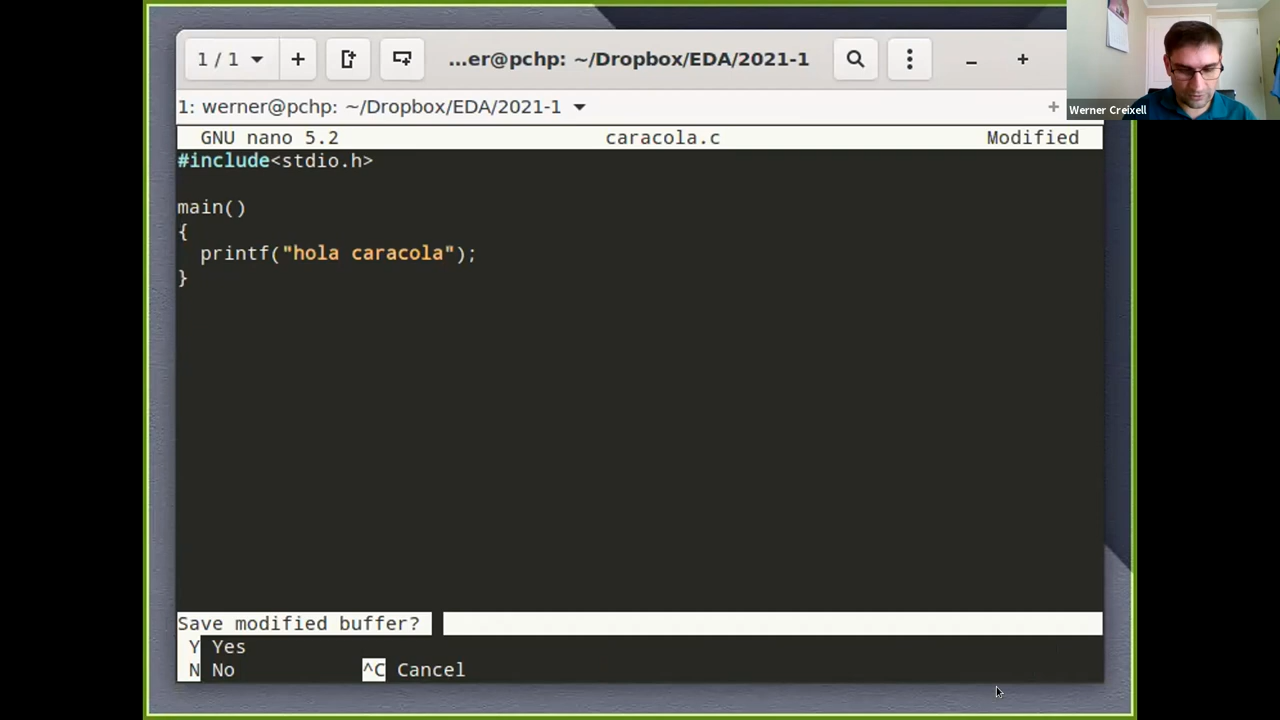 1 / 1
...er@pchp: ~/Dropbox/EDA/2021-1
Werner Creixell
1: werner@pchp: ~/Dropbox/EDA/2021-1
GNU nano 5.2 caracola.c Modified
#include<stdio.h>
main()
{
printf("hola caracola");
}
Save modified buffer?
Y Yes
N No ^C Cancel